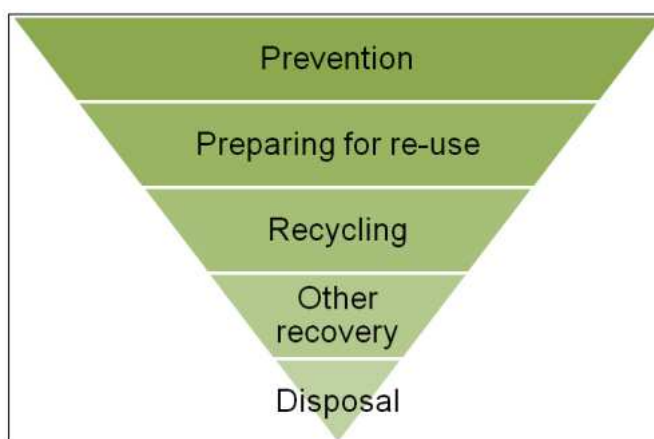 Prevention
Preparing for re-use
Recycling
Other
recovery
Disposal